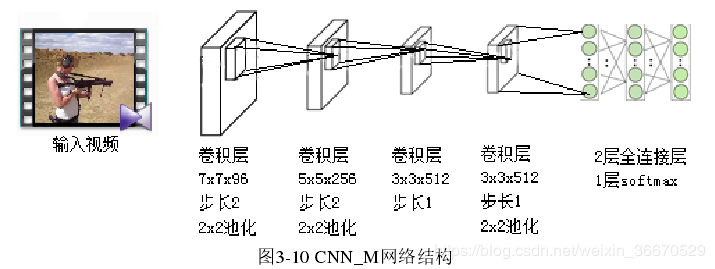 输入视频
卷积层
7x7x96
步长2
2x2池化
卷积层
5x5x256
步长2
2x2池化
卷积层
3x3x512
步长1
卷积层
3x3x512
步长1
2x2池化
2层全连接层
1层softmax
https://blog.csdn.net/weixin_36670529
图3-10 CNN_M网络结构